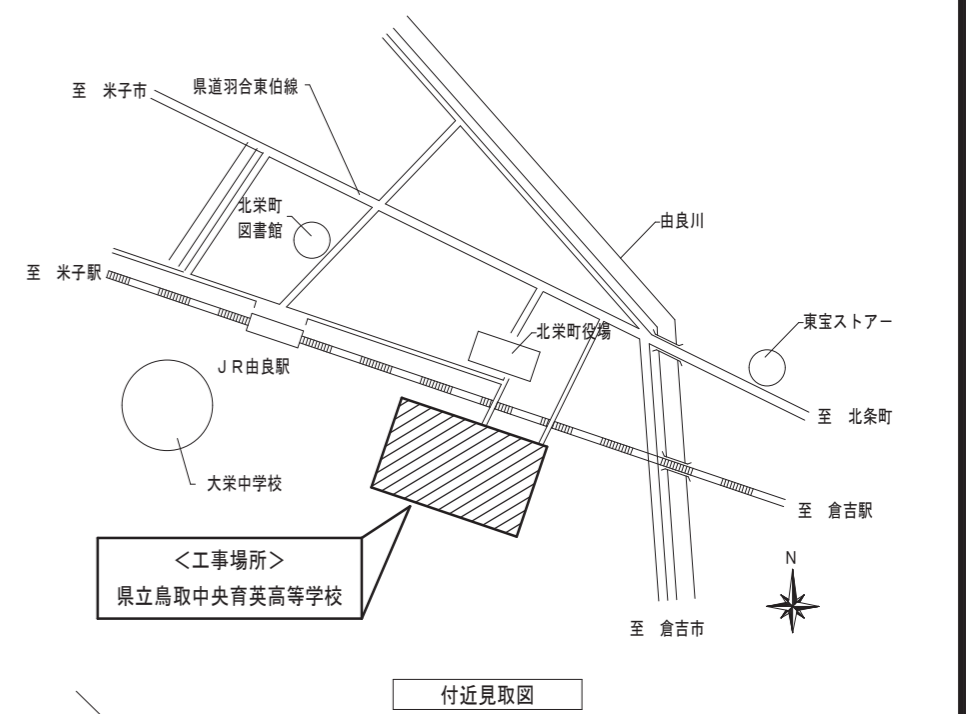 至　米子市
県道羽合東伯線
北栄町
図書館
由良川
至　米子駅
北栄町役場
東宝ストアー
ＪＲ由良駅
至　北条町
大栄中学校
至　倉吉駅
＜工事場所＞
県立鳥取中央育英高等学校
N
至　倉吉市
付近見取図